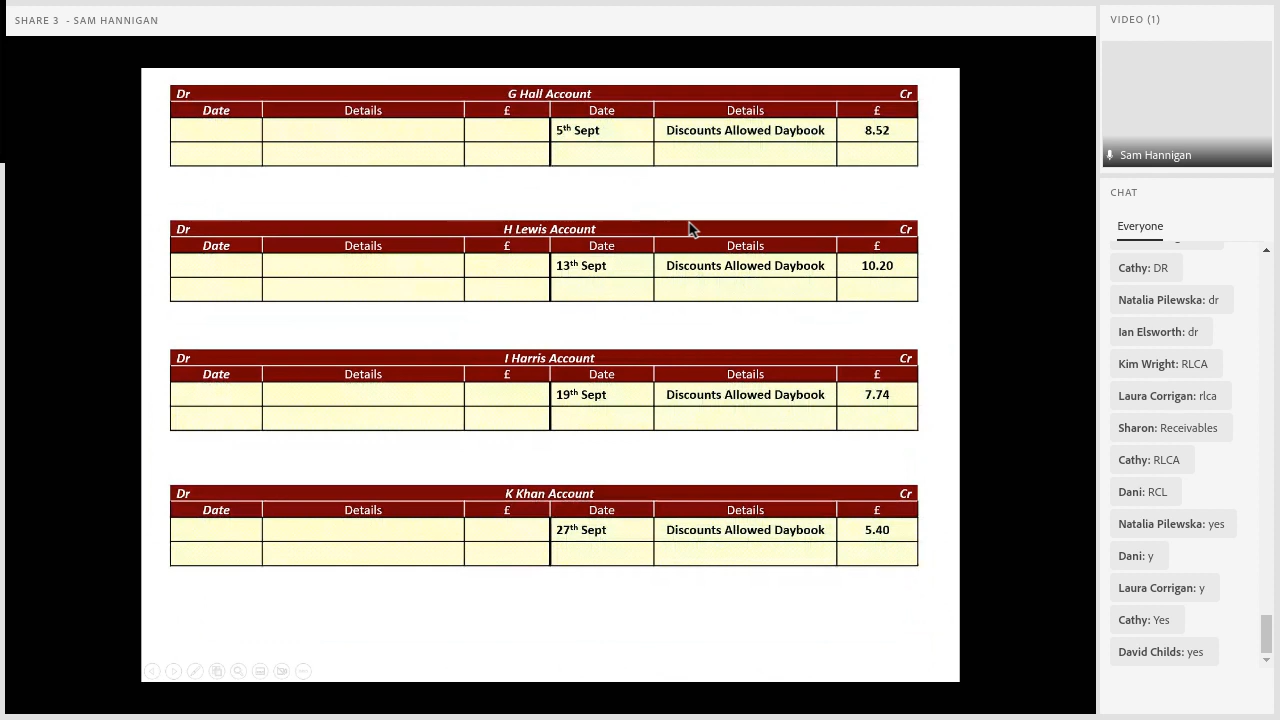 SHARE 3 - SAM HANNIGAN
Dr G Hall Account Cr
Date Details £ Date Details £
5th Sept Discounts Allowed Daybook 8.52
Dr H Lewis Account Cr
Date Details £ Date Details £
13th Sept Discounts Allowed Daybook 10.20
Dr I Harris Account Cr
Date Details £ Date Details £
19th Sept Discounts Allowed Daybook 7.74
Dr K Khan Account Cr
Date Details £ Date Details £
27th Sept Discounts Allowed Daybook 5.40
VIDEO (1)
Sam Hannigan
CHAT
Everyone
Cathy: DR
Natalia Pilewska: dr
Ian Elsworth: dr
Kim Wright: RLCA
Laura Corrigan: rlca
Sharon: Receivables
Cathy: RLCA
Dani: RCL
Natalia Pilewska: yes
Dani: y
Laura Corrigan: y
Cathy: Yes
David Childs: yes